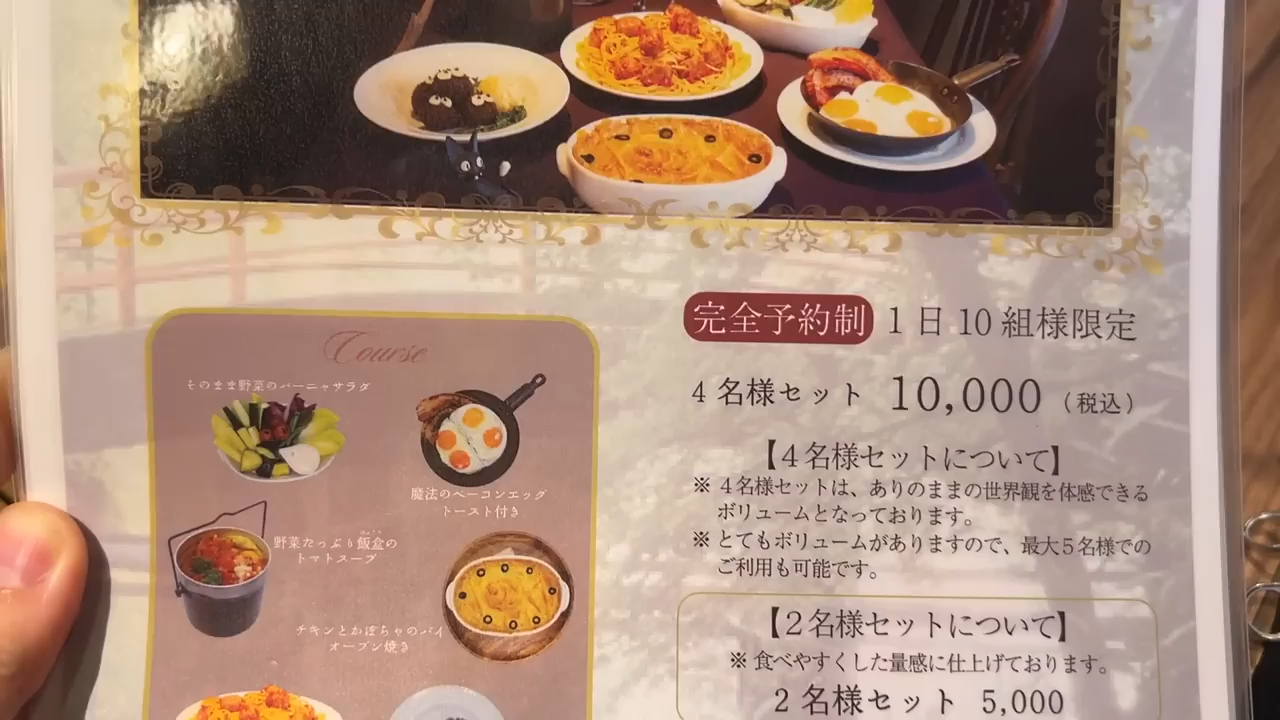 Course
そのまま野菜のバーニャサラダ
魔法のベーコンエッグ
トースト付き
野菜たっぷり飯盒の
トマトスープ
チキンとかぼちゃのパイ
オーブン焼き
完全予約制 1日10組様限定
4名様セット 10,000（税込）
【4名様セットについて】
※ 4名様セットは、ありのままの世界観を体感できる
ボリュームとなっております。
※ とてもボリュームがありますので、最大5名様での
ご利用も可能です。
【2名様セットについて】
※ 食べやすくした量感に仕上げております。
2名様セット 5,000